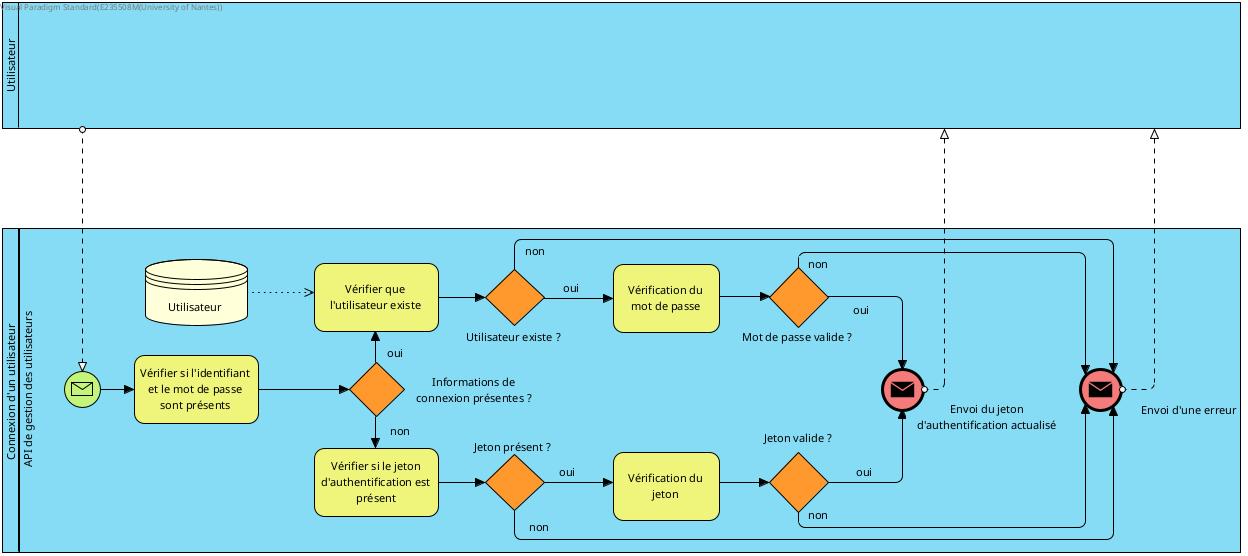 Visual Paradigm Standard(E235508M(University of Nantes))
Utilisateur
Connexion d'un utilisateur
API de gestion des utilisateurs
Utilisateur
Vérifier que
l'utilisateur existe
non
oui
Utilisateur existe ?
Vérification du
mot de passe
non
oui
Mot de passe valide ?
Vérifier si l'identifiant
et le mot de passe
sont présents
oui
Informations de
connexion présentes ?
non
Envoi du jeton
d'authentification actualisé
Envoi d'une erreur
Vérifier si le jeton
d'authentification est
présent
Jeton présent ?
oui
non
Vérification du
jeton
Jeton valide ?
oui
non